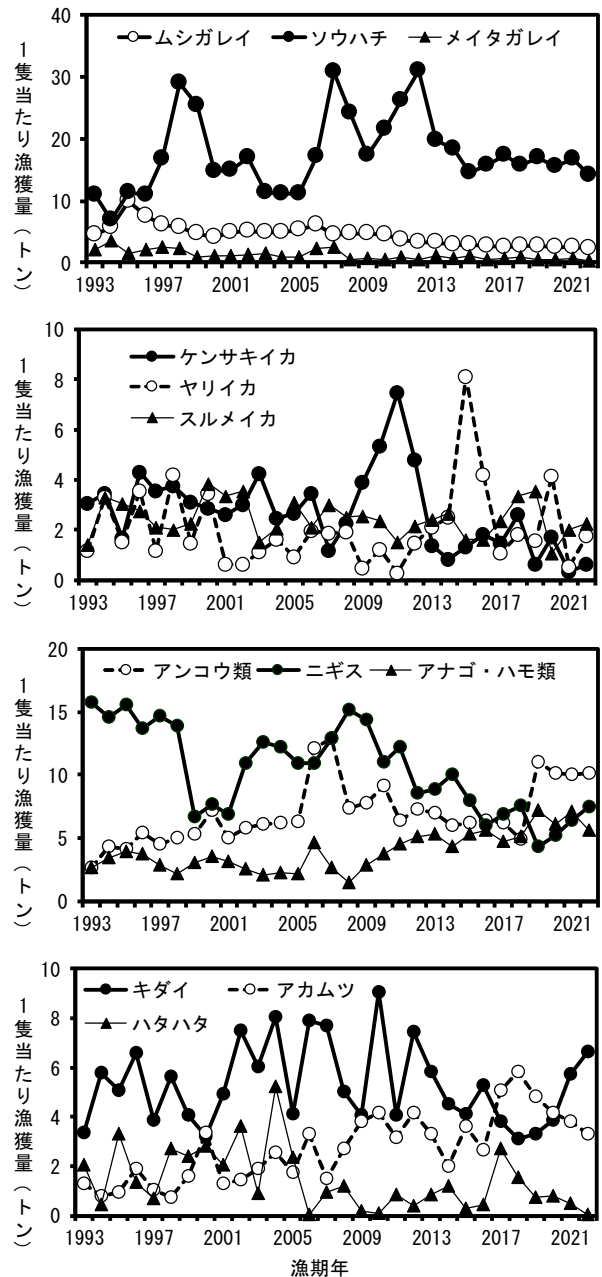 1隻当たり漁獲量（トン）
40
30
20
10
0
ムシガレイ ソウハチ メイタガレイ
1993 1997 2001 2005 2009 2013 2017 2021
1隻当たり漁獲量（トン）
10
8
6
4
2
0
ケンサキイカ
ヤリイカ
スルメイカ
1993 1997 2001 2005 2009 2013 2017 2021
1隻当たり漁獲量（トン）
20
15
10
5
0
アンコウ類 ニギス アナゴ・ハモ類
1993 1997 2001 2005 2009 2013 2017 2021
1隻当たり漁獲量（トン）
10
8
6
4
2
0
キダイ アカムツ
ハタハタ
1993 1997 2001 2005 2009 2013 2017 2021
漁期年